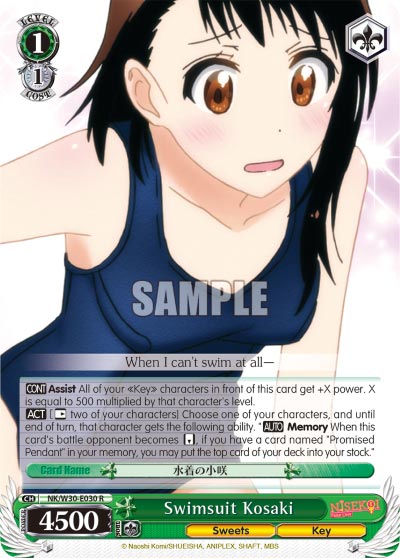 LEVEL
1
1
COST
SAMPLE
When I can't swim at all—
CONT Assist All of your «Key» characters in front of this card get +X power. X
is equal to 500 multiplied by that character's level.
ACT [ two of your characters] Choose one of your characters, and until
end of turn, that character gets the following ability. "AUTO Memory When this
card's battle opponent becomes , if you have a card named "Promised
Pendant" in your memory, you may put the top card of your deck into your stock."
Card Name 水着の小咲
CH NK/W30-E030 R
POWER 4500 SOUL Swimsuit Kosaki NISEKOI
Sweets Key
© Naoshi Komi/SHUEISHA, ANIPLEX, SHAFT, MBS